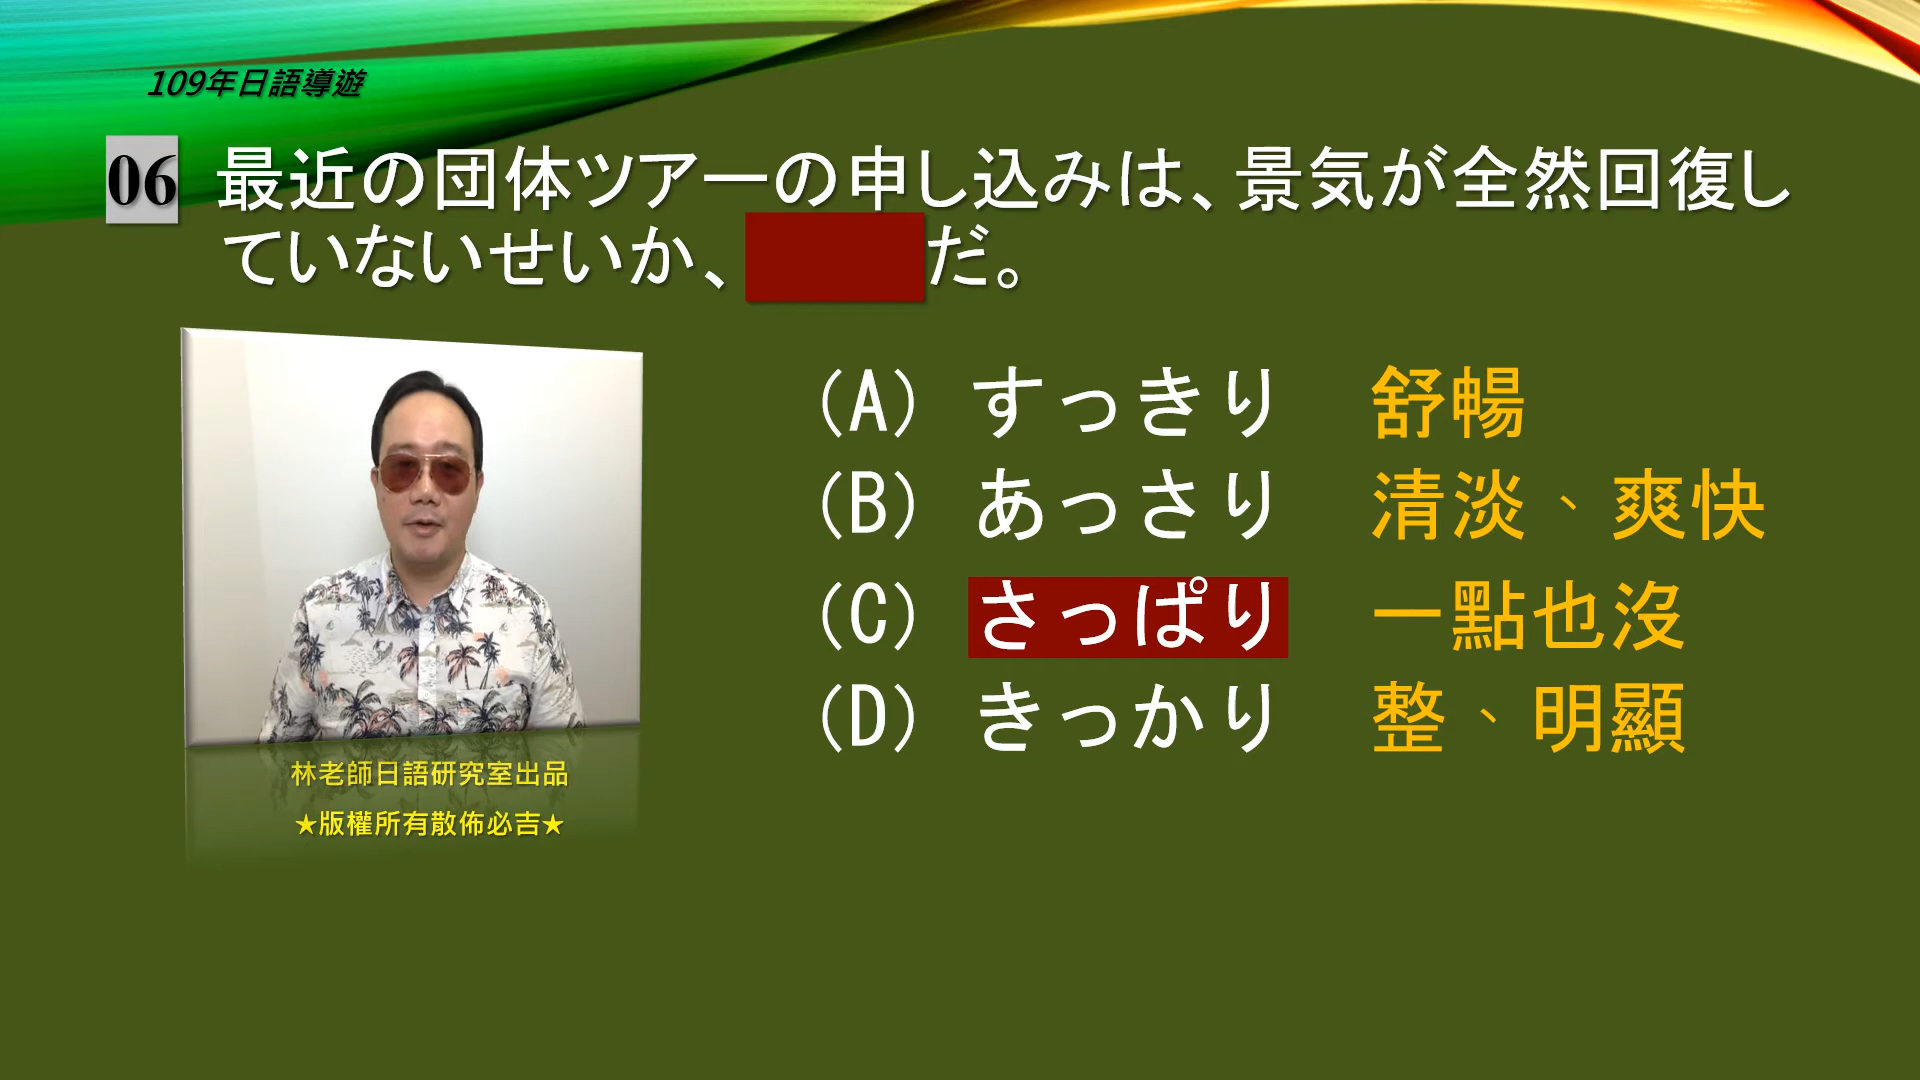 109年日語導遊
06 最近の団体ツアーの申し込みは、景気が全然回復し
ていないせいか、 だ。
(A) すっきり 舒暢
(B) あっさり 清淡、爽快
(C) さっぱり 一點也沒
(D) きっかり 整、明顯
林老師日語研究室出品
★版權所有散佈必吉★